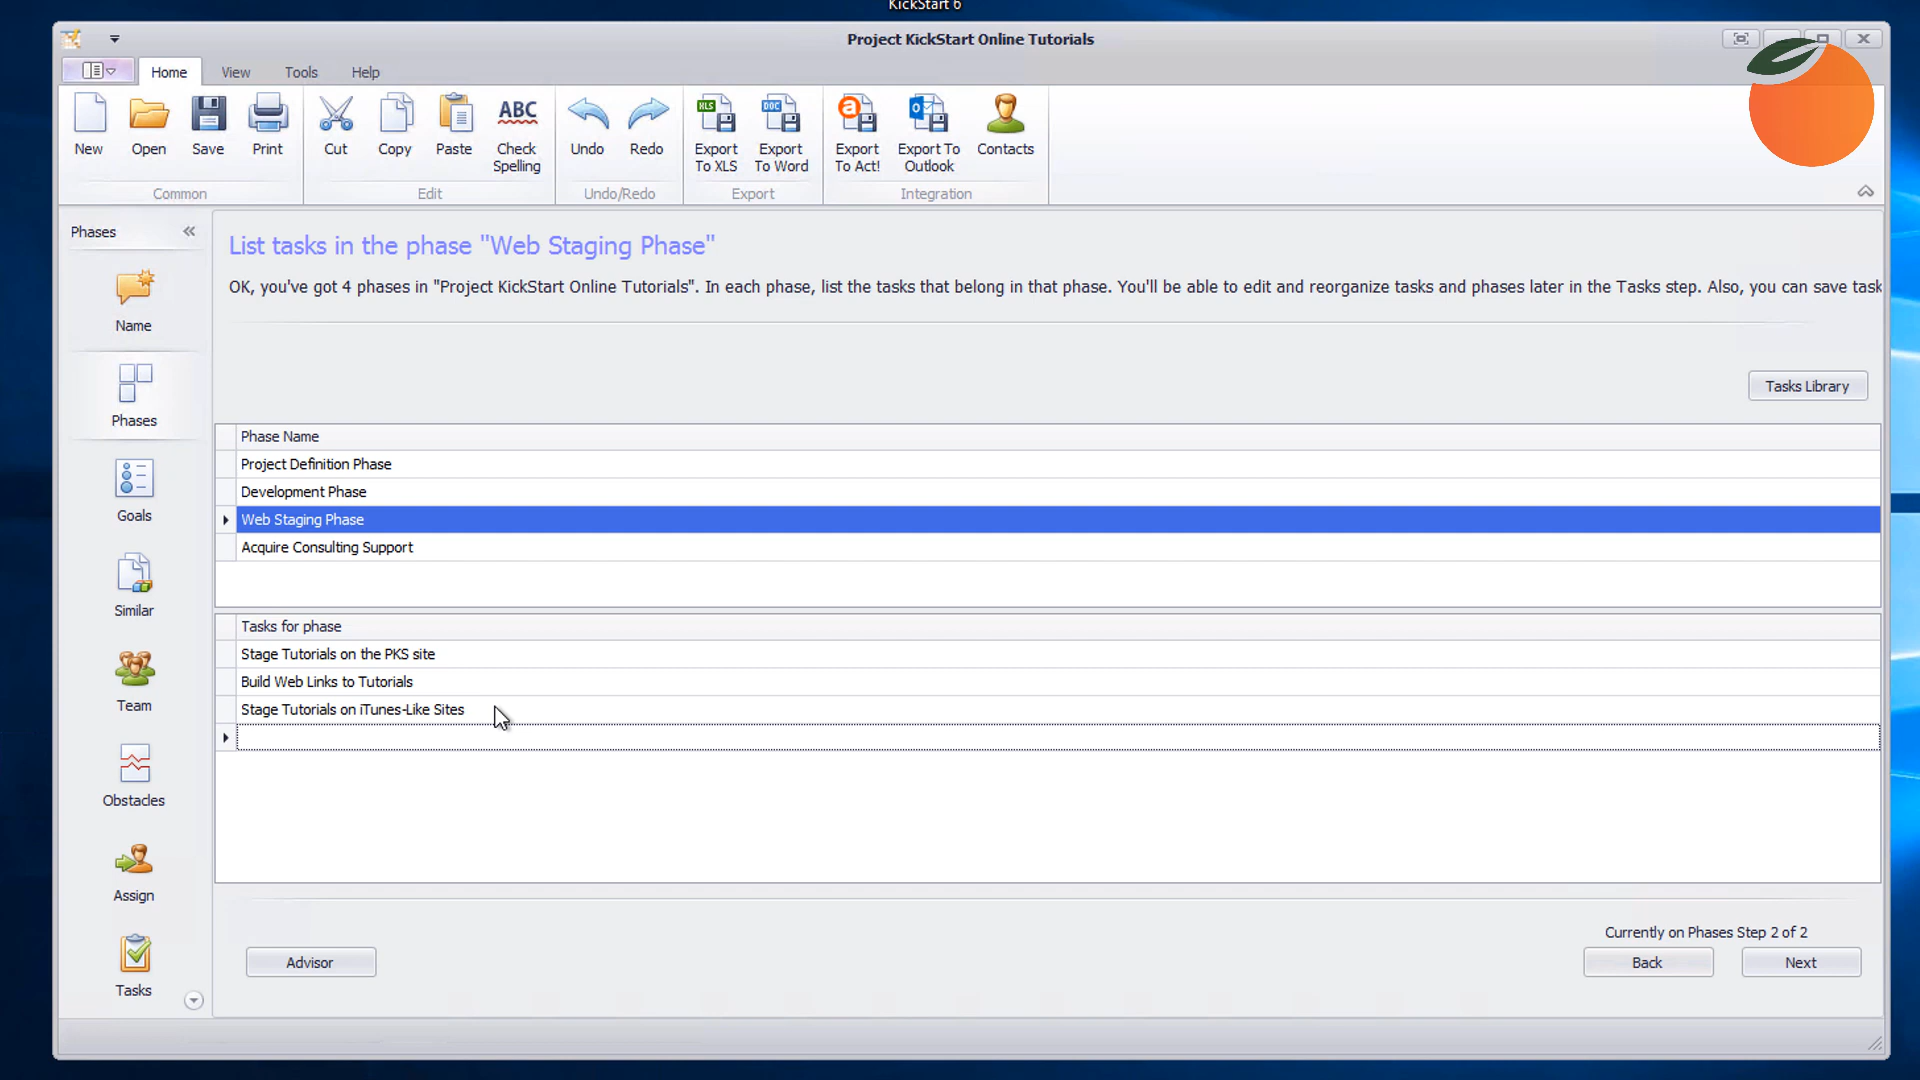 KickStart 6
Project KickStart Online Tutorials
Home View Tools Help
New Open Save Print Cut Copy Paste ABC Check Spelling Undo Redo XLS Export To XLS DOC Export To Word a Export To Act! Export To Outlook Contacts
Common Edit Undo/Redo Export Integration
Phases
Name
Phases
Goals
Similar
Team
Obstacles
Assign
Tasks
List tasks in the phase "Web Staging Phase"
OK, you've got 4 phases in "Project KickStart Online Tutorials". In each phase, list the tasks that belong in that phase. You'll be able to edit and reorganize tasks and phases later in the Tasks step. Also, you can save task
Tasks Library
Phase Name
Project Definition Phase
Development Phase
Web Staging Phase
Acquire Consulting Support
Tasks for phase
Stage Tutorials on the PKS site
Build Web Links to Tutorials
Stage Tutorials on iTunes-Like Sites
Currently on Phases Step 2 of 2
Advisor Back Next